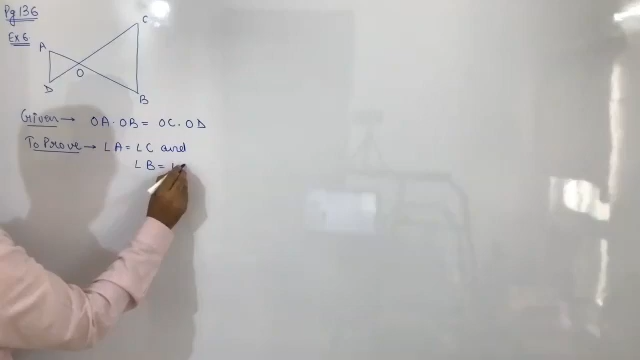 Pg 136
Ex 6
C
A
O
D
B
Given → OA·OB = OC·OD
To Prove → ∠A = ∠C and
∠B = ∠